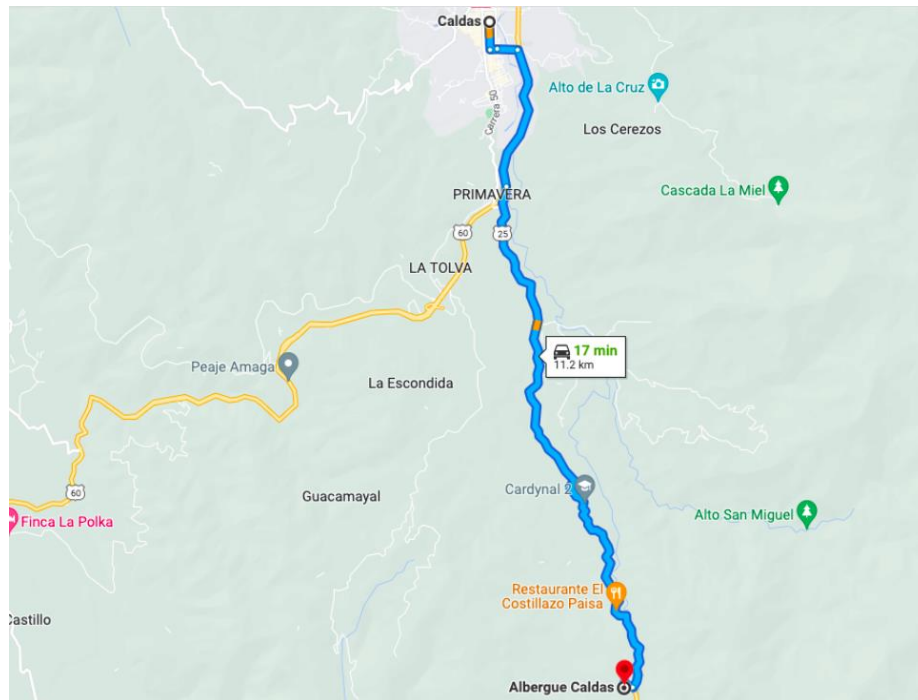 Caldas
Alto de La Cruz
Carrera 50
Los Cerezos
PRIMAVERA
Cascada La Miel
60
25
LA TOLVA
17 min
11.2 km
Peaje Amaga
La Escondida
Cardynal 2
60
Guacamayal
Finca La Polka
Alto San Miguel
Restaurante El
Costillazo Paisa
Castillo
Albergue Caldas